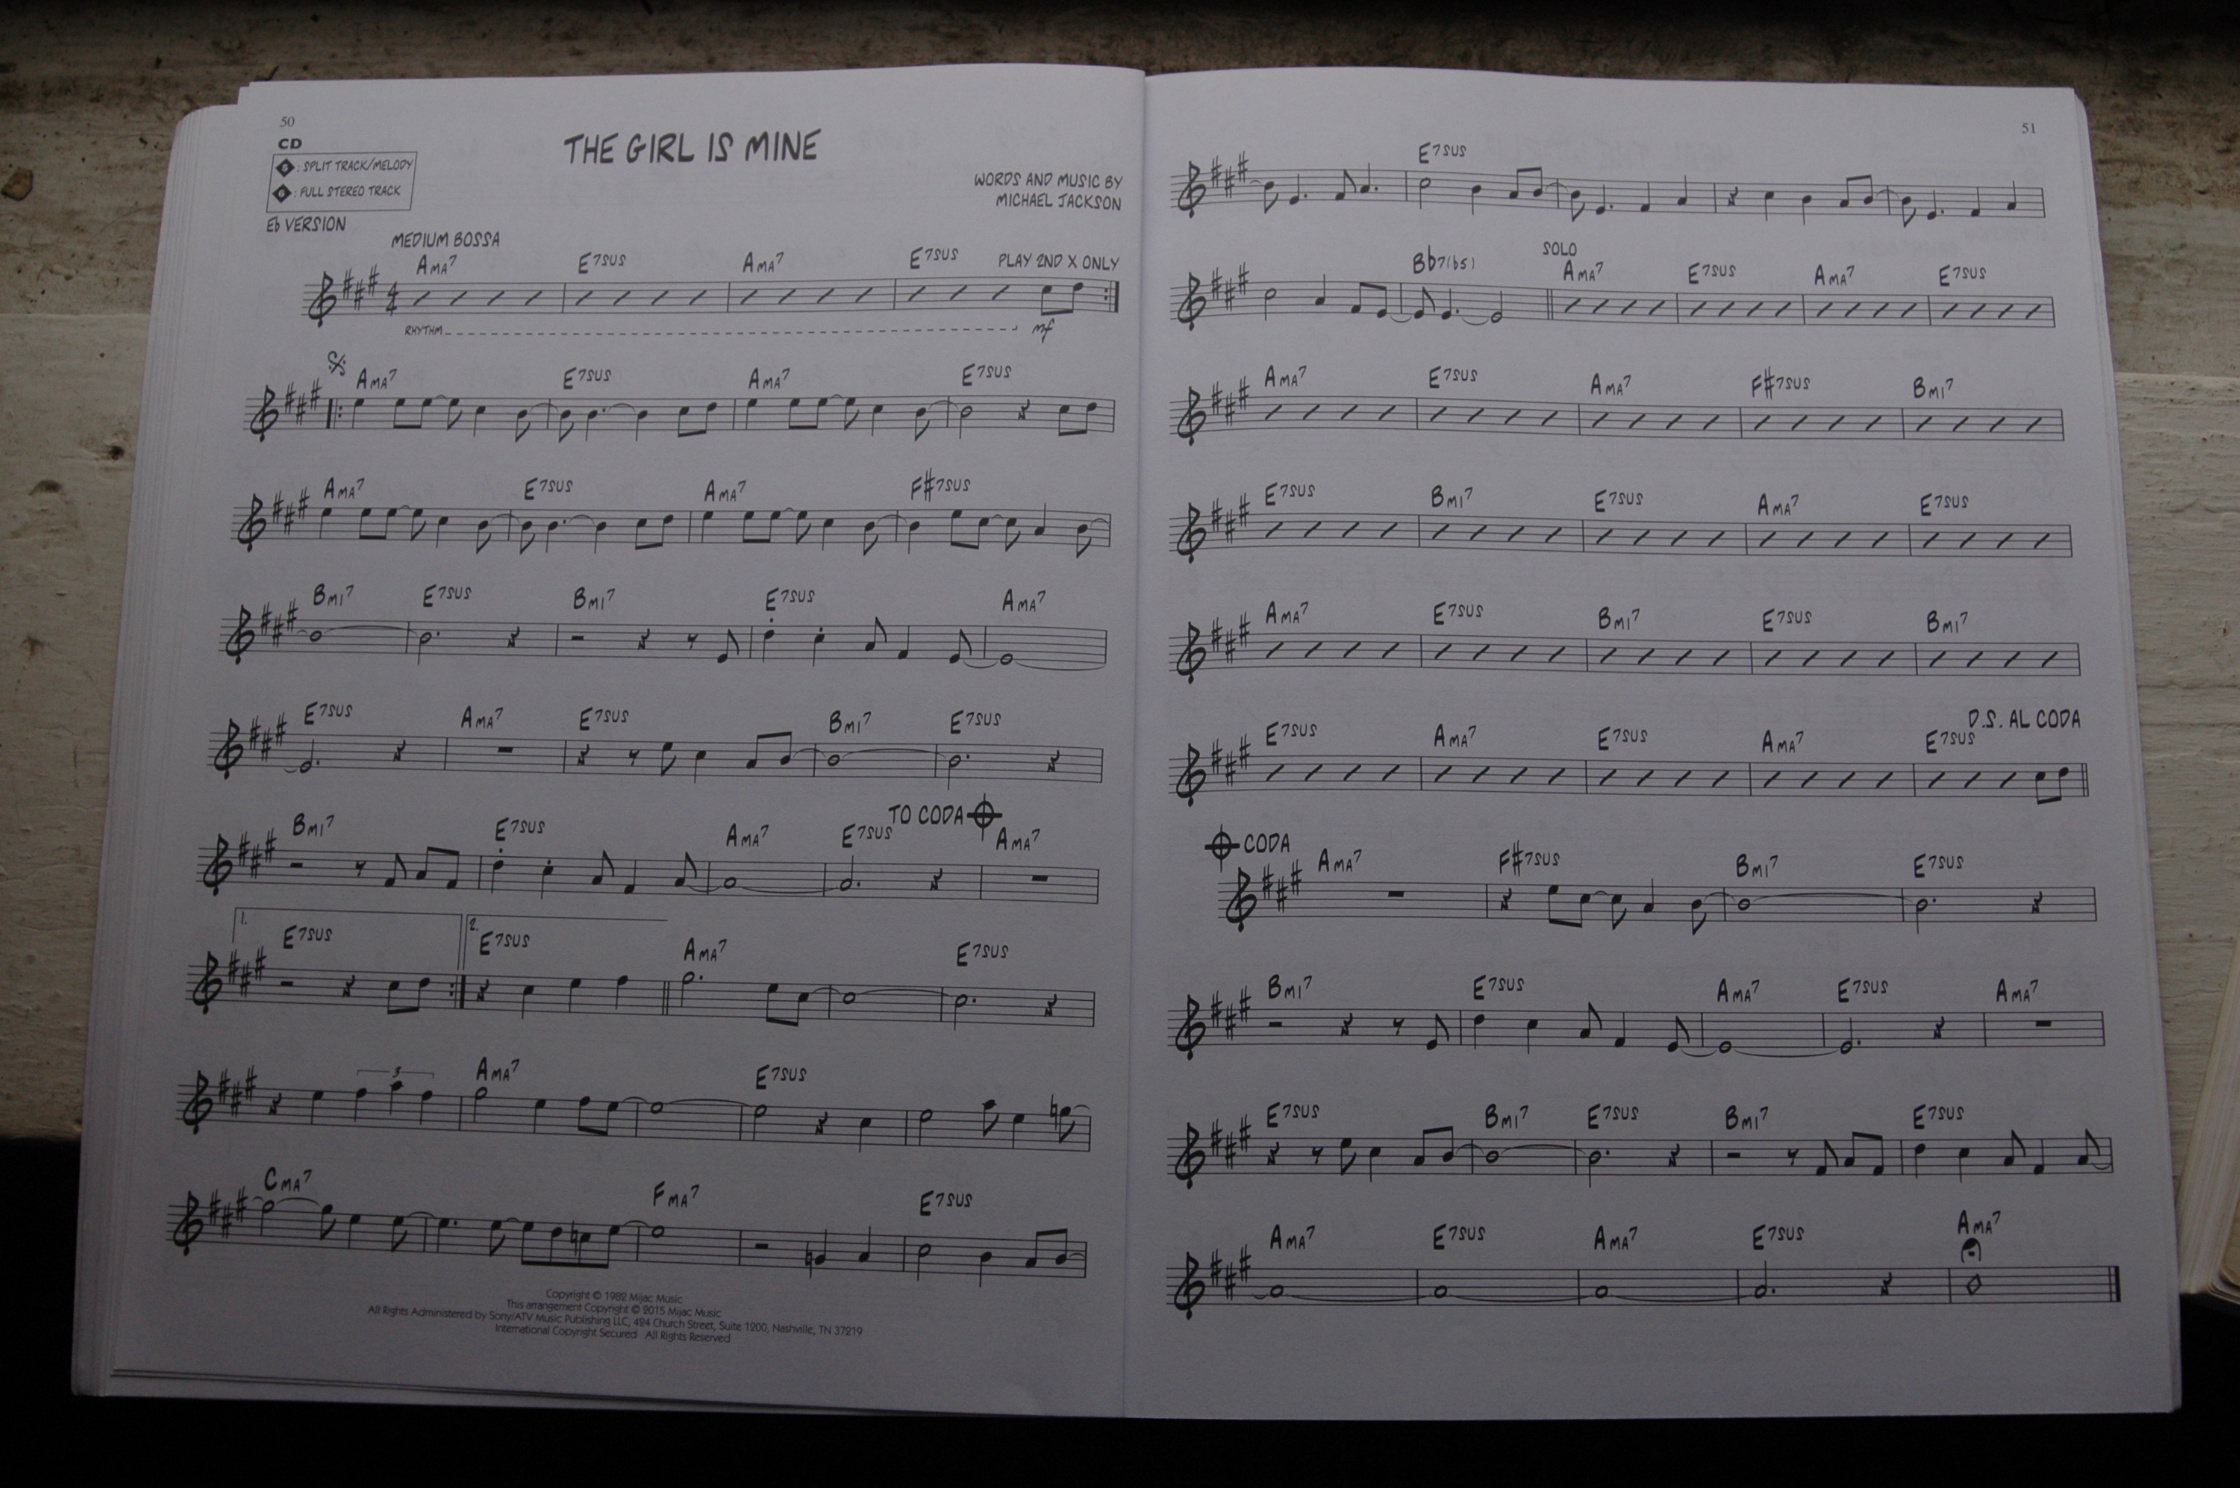 50
CD
: SPLIT TRACK/MELODY
: FULL STEREO TRACK
Eb VERSION
THE GIRL IS MINE
WORDS AND MUSIC BY
MICHAEL JACKSON
MEDIUM BOSSA
AMA7 E7SUS AMA7 E7SUS PLAY 2ND X ONLY
RHYTHM mf
AMA7 E7SUS AMA7 E7SUS
AMA7 E7SUS AMA7 F#7SUS
BMI7 E7SUS BMI7 E7SUS AMA7
E7SUS AMA7 E7SUS BMI7 E7SUS
TO CODA
BMI7 E7SUS AMA7 E7SUS AMA7
1. 2.
E7SUS E7SUS AMA7 E7SUS
3
AMA7 E7SUS
CMA7 FMA7 E7SUS
Copyright © 1982 Mijac Music
This arrangement Copyright © 2015 Mijac Music
All Rights Administered by Sony/ATV Music Publishing LLC, 424 Church Street, Suite 1200, Nashville, TN 37219
International Copyright Secured All Rights Reserved
51
E7SUS
SOLO
Bb7(b5) AMA7 E7SUS AMA7 E7SUS
AMA7 E7SUS AMA7 F#7SUS BMI7
E7SUS BMI7 E7SUS AMA7 E7SUS
AMA7 E7SUS BMI7 E7SUS BMI7
D.S. AL CODA
E7SUS AMA7 E7SUS AMA7 E7SUS
CODA
AMA7 F#7SUS BMI7 E7SUS
BMI7 E7SUS AMA7 E7SUS AMA7
E7SUS BMI7 E7SUS BMI7 E7SUS
AMA7 E7SUS AMA7 E7SUS AMA7